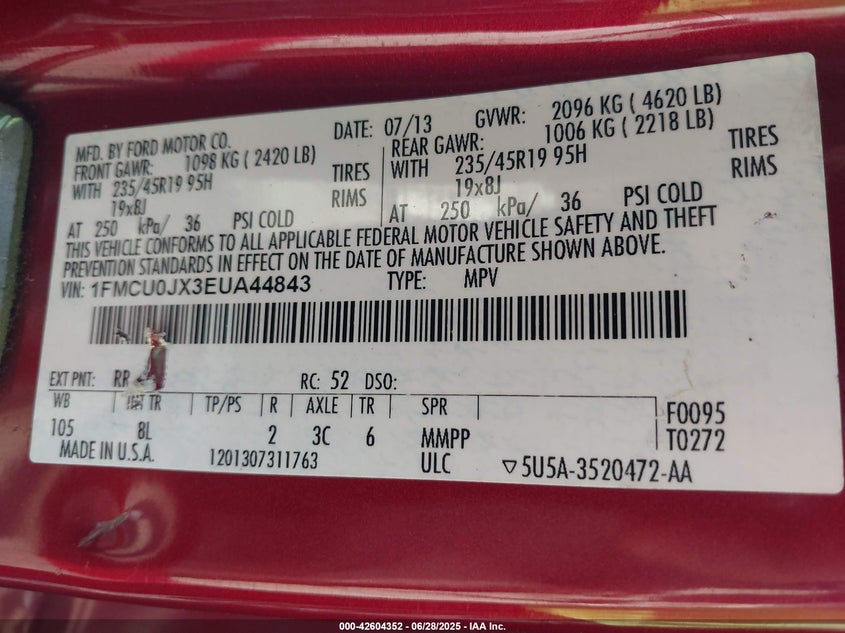 MFD. BY FORD MOTOR CO.
DATE: 07/13
GVWR: 2096 KG ( 4620 LB)
FRONT GAWR: 1098 KG ( 2420 LB)
WITH 235/45R19 95H TIRES
19x8J RIMS
AT 250 kPa/ 36 PSI COLD
REAR GAWR: 1006 KG ( 2218 LB)
WITH 235/45R19 95H TIRES
19x8J RIMS
AT 250 kPa/ 36 PSI COLD
THIS VEHICLE CONFORMS TO ALL APPLICABLE FEDERAL MOTOR VEHICLE SAFETY AND THEFT
PREVENTION STANDARDS IN EFFECT ON THE DATE OF MANUFACTURE SHOWN ABOVE.
VIN: 1FMCU0JX3EUA44843 TYPE: MPV
EXT PNT: RR RC: 52 DSO:
WB INT TR TP/PS R AXLE TR SPR F0095
105 8L 2 3C 6 MMPP T0272
MADE IN U.S.A. 1201307311763 ULC ▽5U5A-3520472-AA
000-42604352 | 06/28/2025 - IAA Inc.